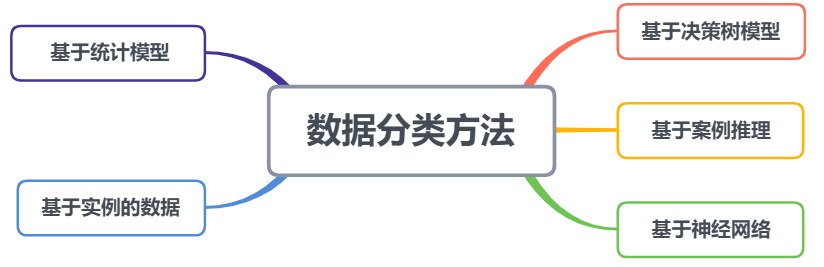 基于统计模型
基于实例的数据
数据分类方法
基于决策树模型
基于案例推理
基于神经网络